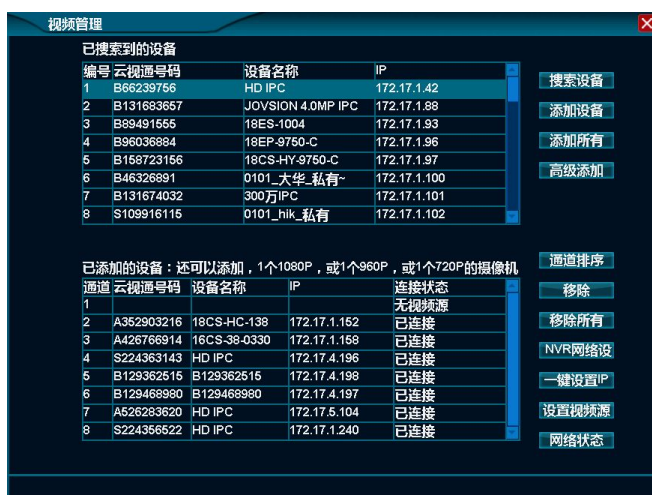 视频管理
已搜索到的设备
编号 云视通号码 设备名称 IP
1 B66239756 HD IPC 172.17.1.42
2 B131683657 JOVSION 4.0MP IPC 172.17.1.88
3 B89491555 18ES-1004 172.17.1.93
4 B96036884 18EP-9750-C 172.17.1.96
5 B158723156 18CS-HY-9750-C 172.17.1.97
6 B46326891 0101_大华_私有~ 172.17.1.100
7 B131674032 300万IPC 172.17.1.101
8 S109916115 0101_hik_私有 172.17.1.102
搜索设备
添加设备
添加所有
高级添加
已添加的设备：还可以添加，1个1080P，或1个960P，或1个720P的摄像机
通道 云视通号码 设备名称 IP 连接状态
1 无视频源
2 A352903216 18CS-HC-138 172.17.1.152 已连接
3 A426766914 16CS-38-0330 172.17.1.158 已连接
4 S224363143 HD IPC 172.17.4.196 已连接
5 B129362515 B129362515 172.17.4.198 已连接
6 B129468980 B129468980 172.17.4.197 已连接
7 A526283620 HD IPC 172.17.5.104 已连接
8 S224356522 HD IPC 172.17.1.240 已连接
通道排序
移除
移除所有
NVR网络设
一键设置IP
设置视频源
网络状态